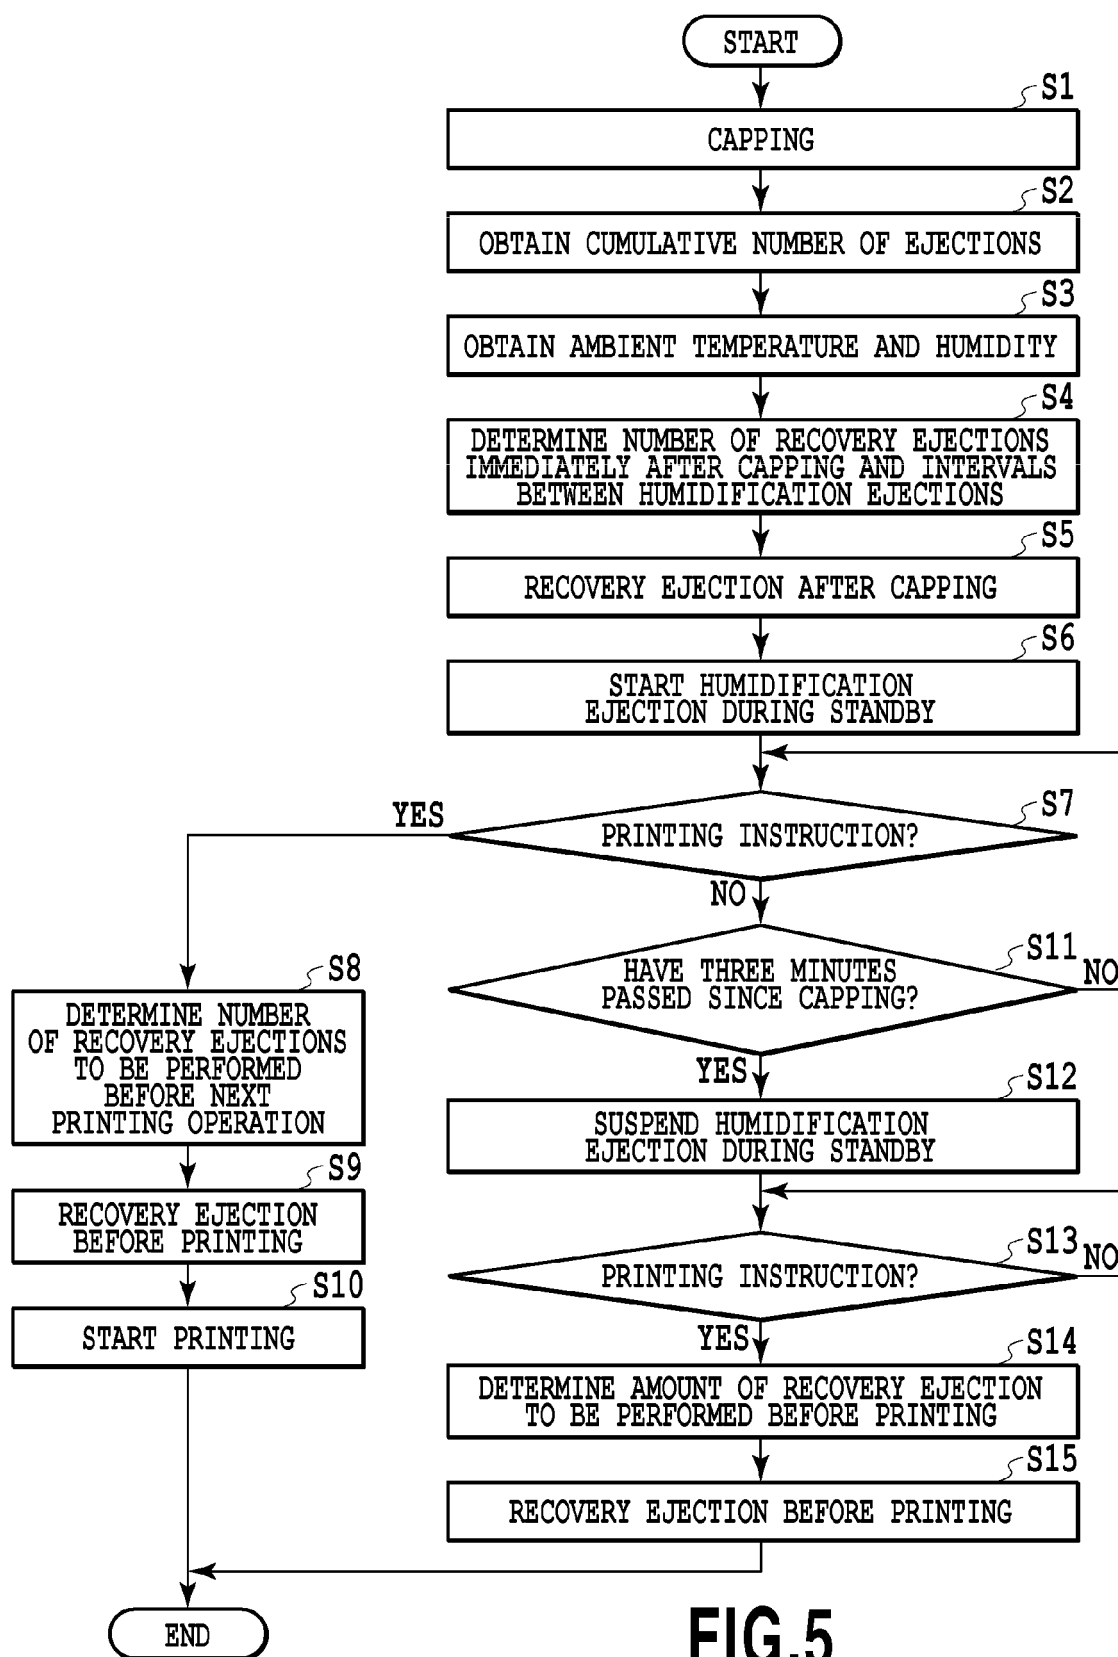 START
S1
CAPPING
S2
OBTAIN CUMULATIVE NUMBER OF EJECTIONS
S3
OBTAIN AMBIENT TEMPERATURE AND HUMIDITY
S4
DETERMINE NUMBER OF RECOVERY EJECTIONS
IMMEDIATELY AFTER CAPPING AND INTERVALS
BETWEEN HUMIDIFICATION EJECTIONS
S5
RECOVERY EJECTION AFTER CAPPING
S6
START HUMIDIFICATION
EJECTION DURING STANDBY
S7
YES
PRINTING INSTRUCTION?
NO
S8
DETERMINE NUMBER
OF RECOVERY EJECTIONS
TO BE PERFORMED
BEFORE NEXT
PRINTING OPERATION
S9
RECOVERY EJECTION
BEFORE PRINTING
S10
START PRINTING
S11
HAVE THREE MINUTES
PASSED SINCE CAPPING?
NO
YES
S12
SUSPEND HUMIDIFICATION
EJECTION DURING STANDBY
S13
PRINTING INSTRUCTION?
NO
YES
S14
DETERMINE AMOUNT OF RECOVERY EJECTION
TO BE PERFORMED BEFORE PRINTING
S15
RECOVERY EJECTION BEFORE PRINTING
END
FIG.5